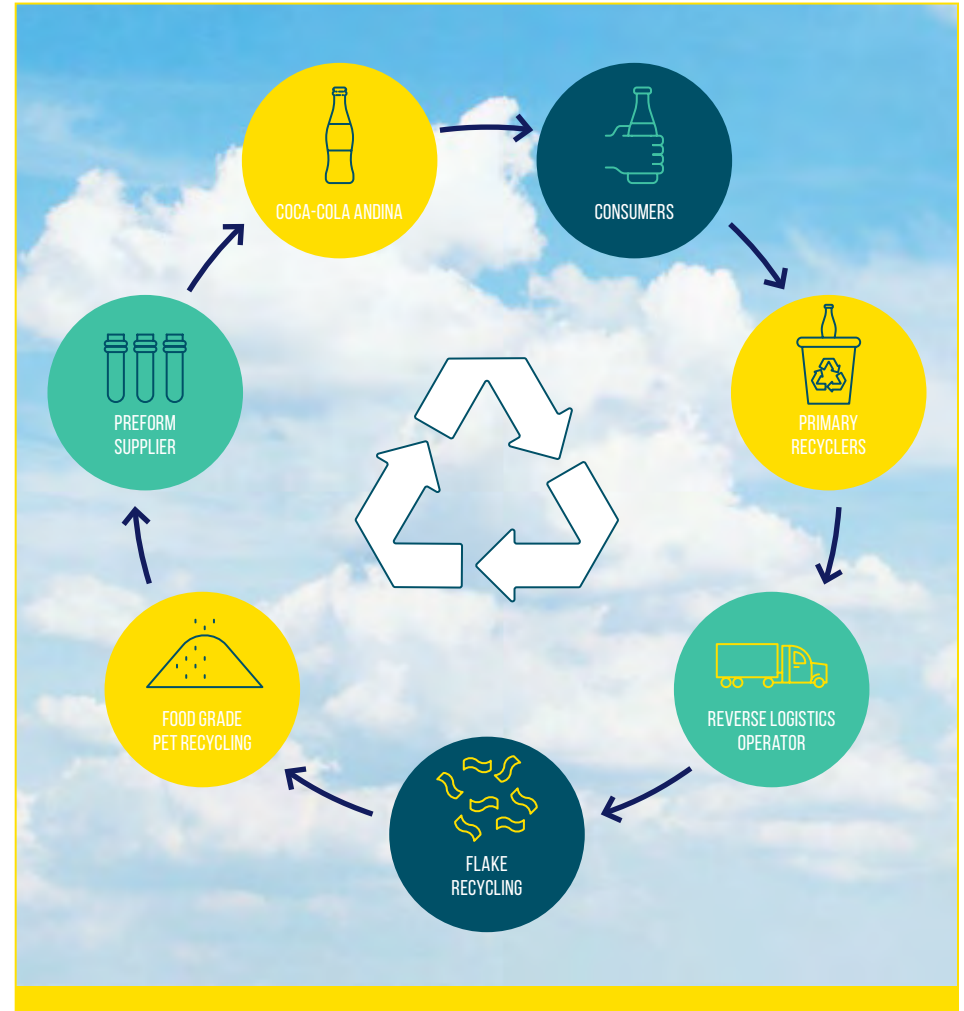 COCA-COLA ANDINA
CONSUMERS
PRIMARY
RECYCLERS
REVERSE LOGISTICS
OPERATOR
FLAKE
RECYCLING
FOOD GRADE
PET RECYCLING
PREFORM
SUPPLIER